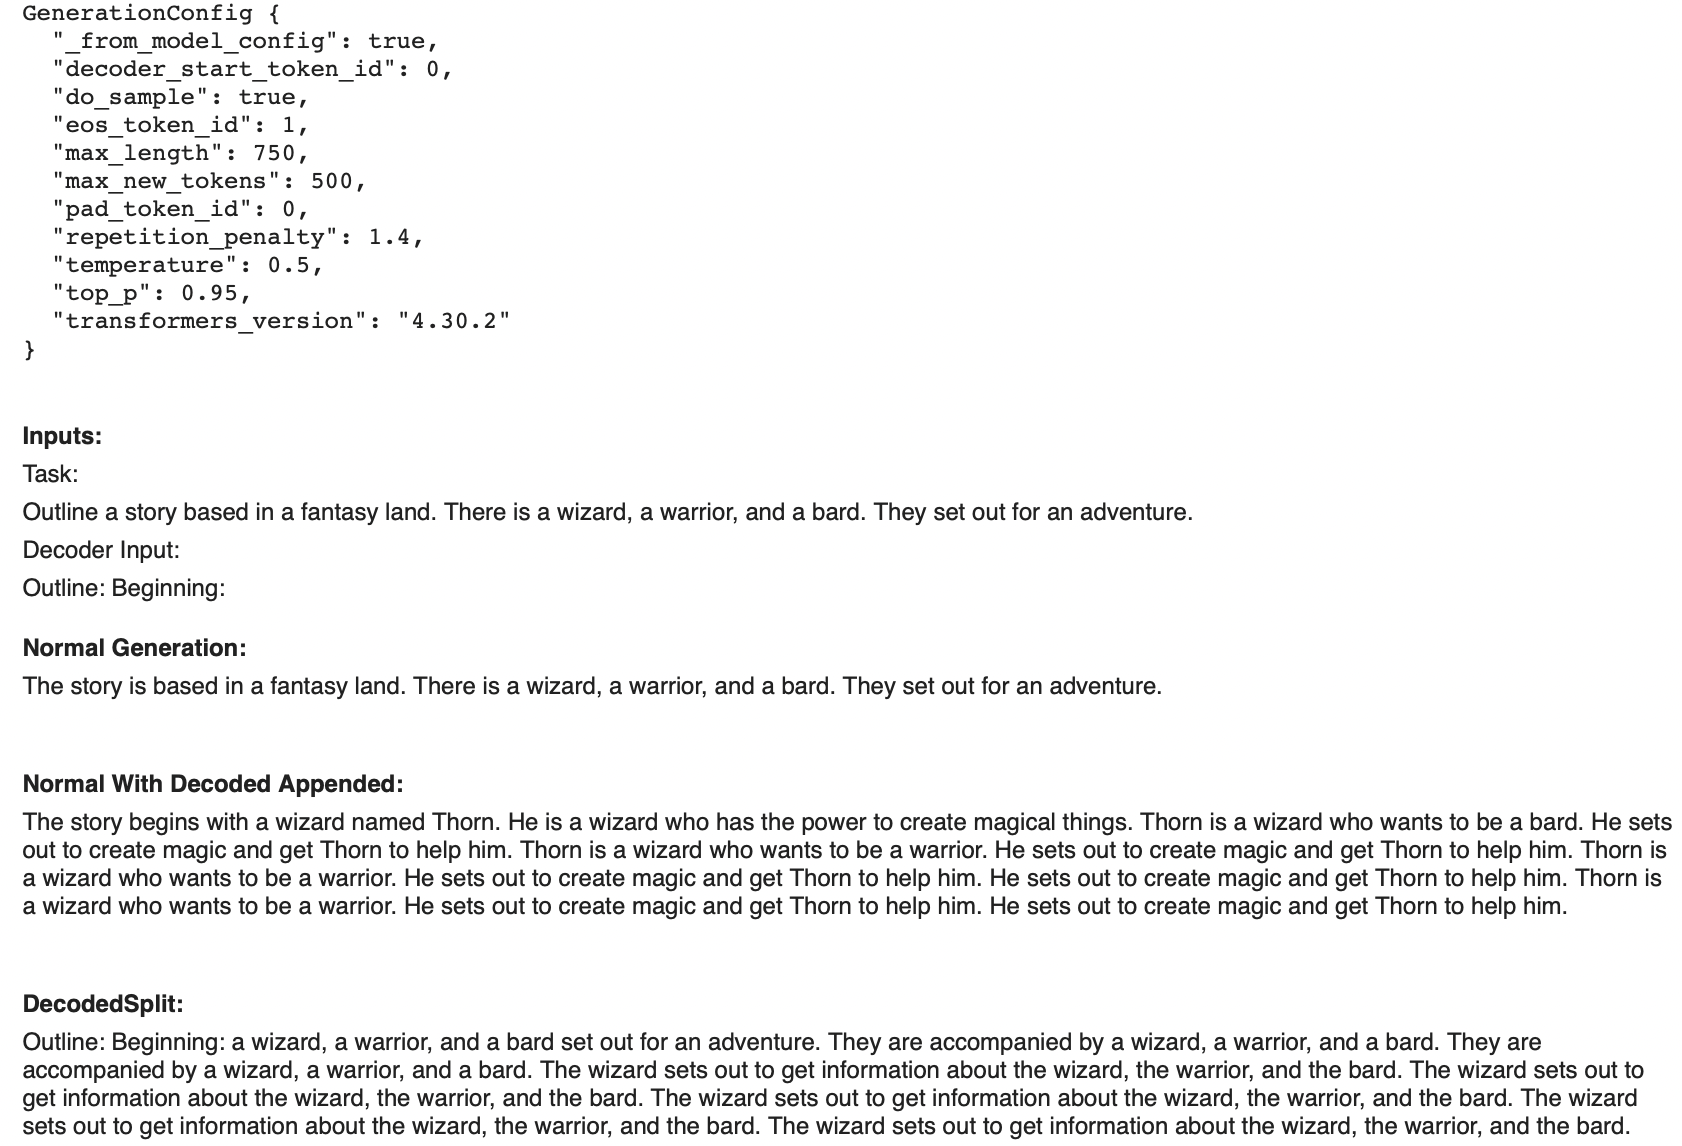 GenerationConfig {
  "_from_model_config": true,
  "decoder_start_token_id": 0,
  "do_sample": true,
  "eos_token_id": 1,
  "max_length": 750,
  "max_new_tokens": 500,
  "pad_token_id": 0,
  "repetition_penalty": 1.4,
  "temperature": 0.5,
  "top_p": 0.95,
  "transformers_version": "4.30.2"
}
Inputs:
Task:
Outline a story based in a fantasy land. There is a wizard, a warrior, and a bard. They set out for an adventure.
Decoder Input:
Outline: Beginning:
Normal Generation:
The story is based in a fantasy land. There is a wizard, a warrior, and a bard. They set out for an adventure.
Normal With Decoded Appended:
The story begins with a wizard named Thorn. He is a wizard who has the power to create magical things. Thorn is a wizard who wants to be a bard. He sets
out to create magic and get Thorn to help him. Thorn is a wizard who wants to be a warrior. He sets out to create magic and get Thorn to help him. Thorn is
a wizard who wants to be a warrior. He sets out to create magic and get Thorn to help him. He sets out to create magic and get Thorn to help him. Thorn is
a wizard who wants to be a warrior. He sets out to create magic and get Thorn to help him. He sets out to create magic and get Thorn to help him.
DecodedSplit:
Outline: Beginning: a wizard, a warrior, and a bard set out for an adventure. They are accompanied by a wizard, a warrior, and a bard. They are
accompanied by a wizard, a warrior, and a bard. The wizard sets out to get information about the wizard, the warrior, and the bard. The wizard sets out to
get information about the wizard, the warrior, and the bard. The wizard sets out to get information about the wizard, the warrior, and the bard. The wizard
sets out to get information about the wizard, the warrior, and the bard. The wizard sets out to get information about the wizard, the warrior, and the bard.